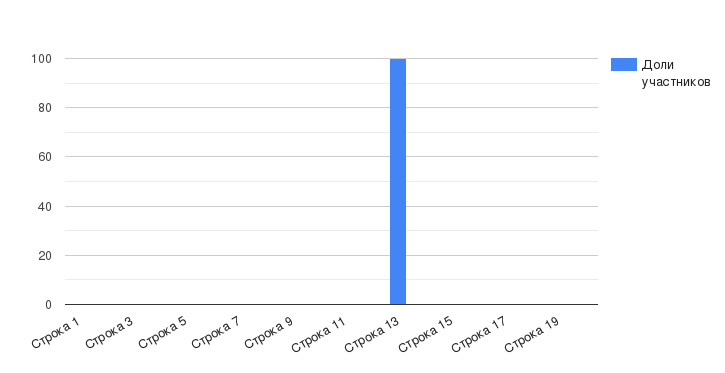 100
80
60
40
20
0
Строка 1
Строка 3
Строка 5
Строка 7
Строка 9
Строка 11
Строка 13
Строка 15
Строка 17
Строка 19
Доли
участников